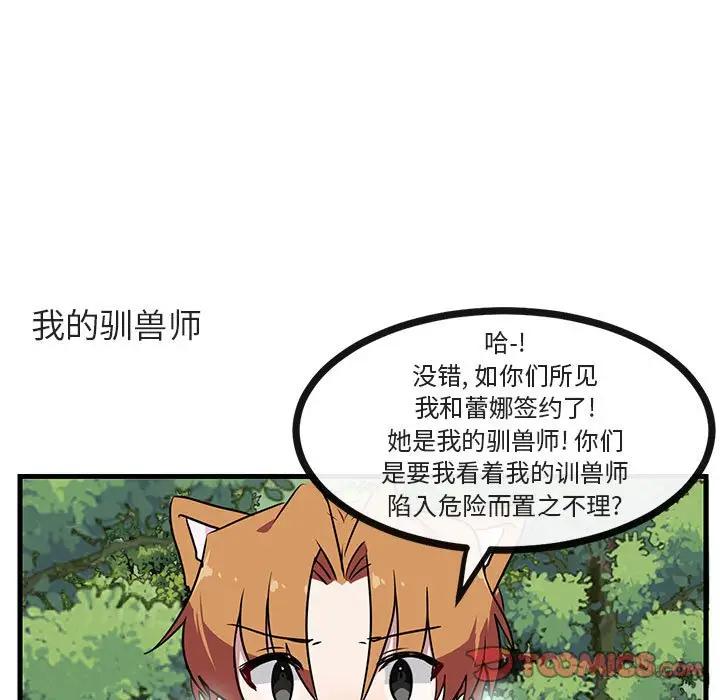 我的驯兽师
哈-!
没错, 如你们所见
我和蕾娜签约了!
她是我的驯兽师! 你们
是要我看着我的训兽师
陷入危险而置之不理?
TOOMICS
TOOMICS.COM